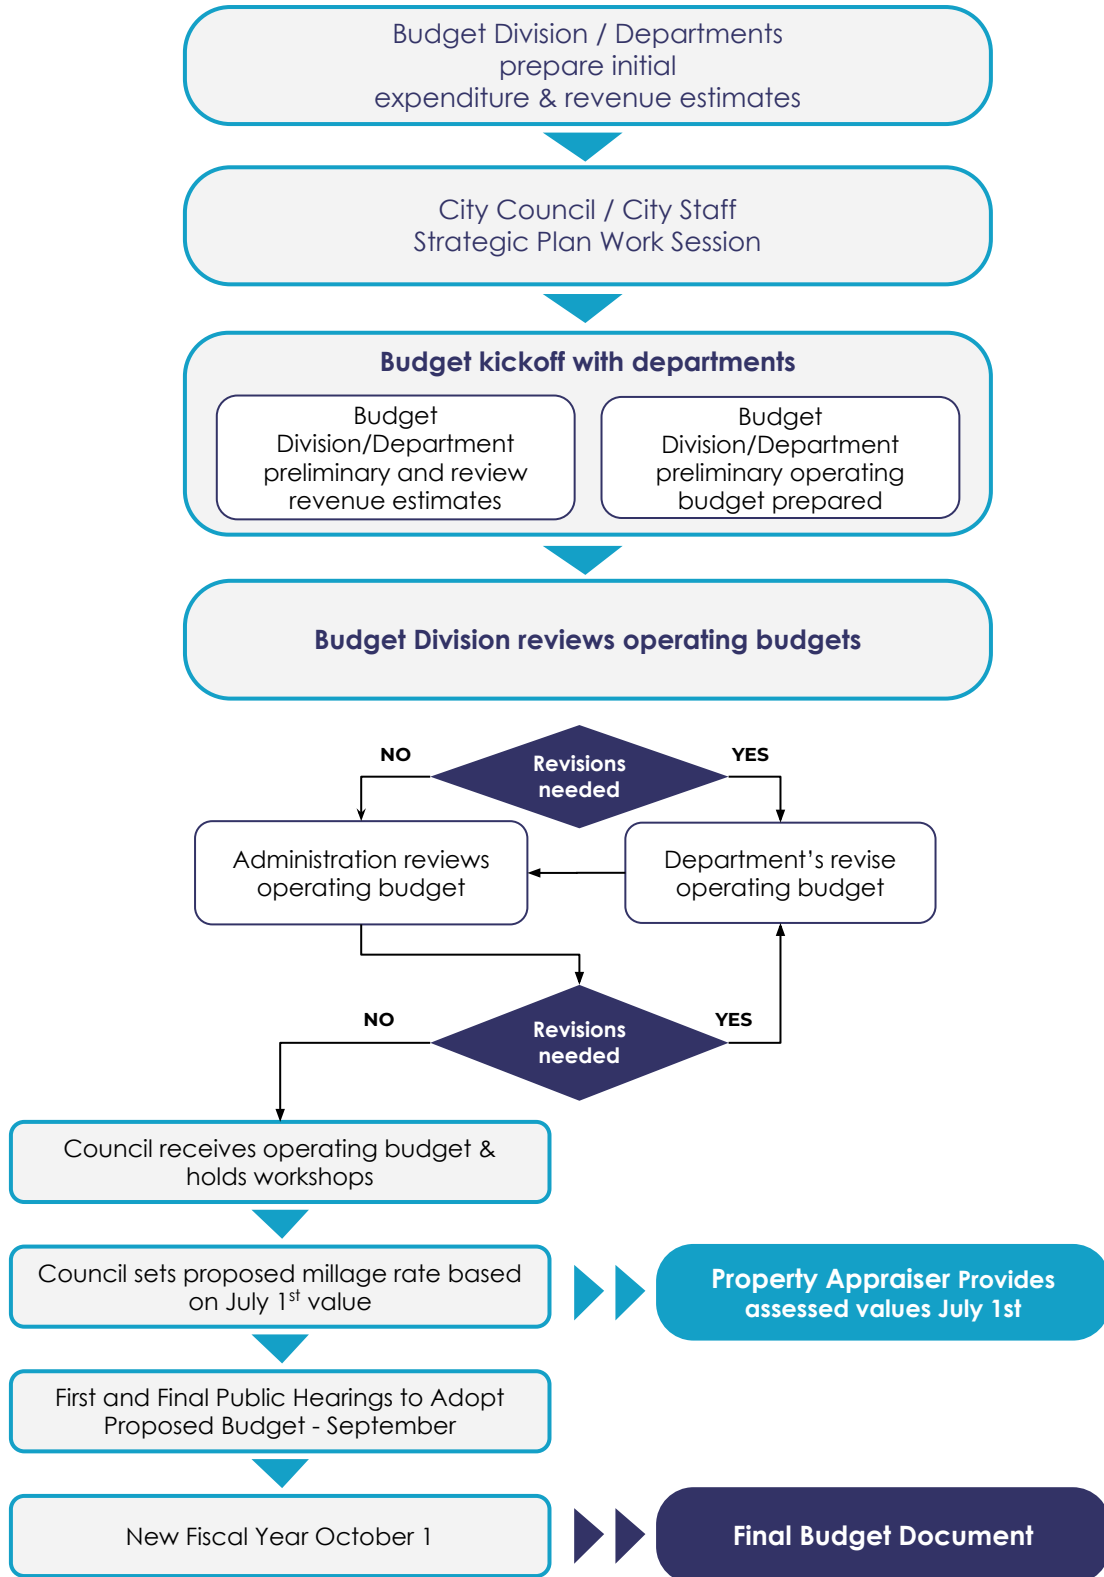 Budget Division / Departments
prepare initial
expenditure & revenue estimates
City Council / City Staff
Strategic Plan Work Session
Budget kickoff with departments
Budget
Division/Department
preliminary and review
revenue estimates
Budget
Division/Department
preliminary operating
budget prepared
Budget Division reviews operating budgets
NO
Revisions
needed
YES
Administration reviews
operating budget
Department’s revise
operating budget
NO
Revisions
needed
YES
Council receives operating budget &
holds workshops
Council sets proposed millage rate based
on July 1st value
Property Appraiser Provides
assessed values July 1st
First and Final Public Hearings to Adopt
Proposed Budget - September
New Fiscal Year October 1
Final Budget Document